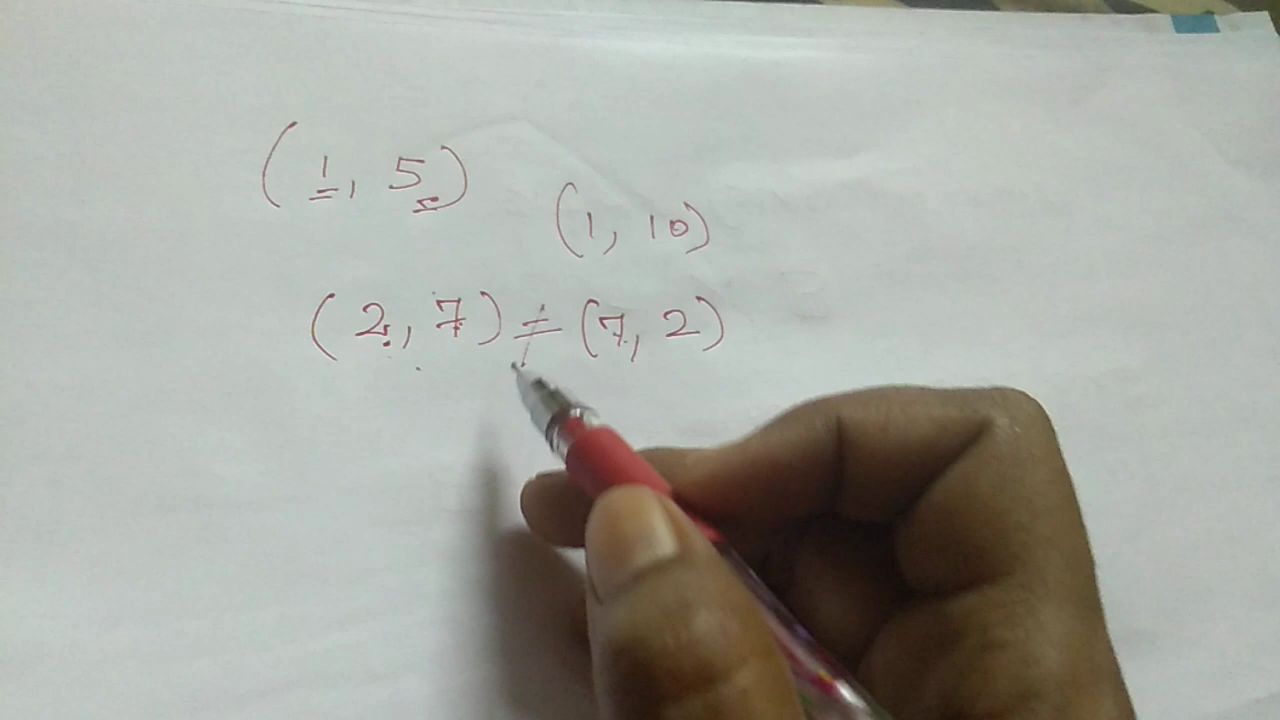 (1, 5)
(1, 10)
(2, 7) ≠ (7, 2)